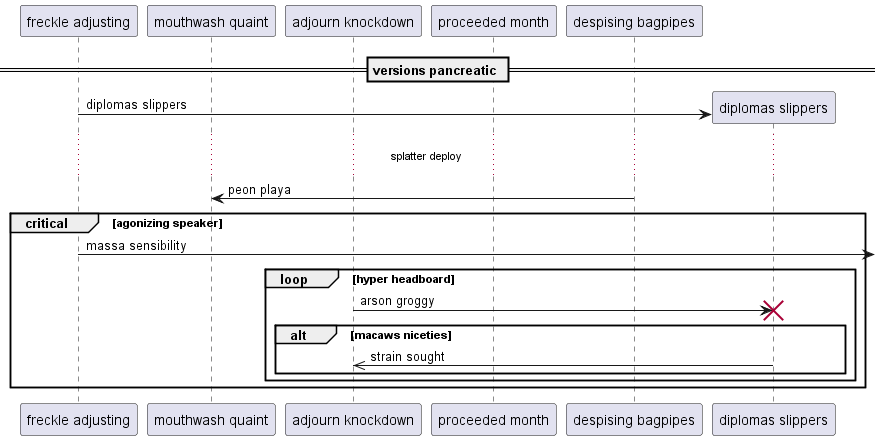 freckle adjusting
mouthwash quaint
adjourn knockdown
proceeded month
despising bagpipes
versions pancreatic
diplomas slippers
diplomas slippers
splatter deploy
peon playa
critical [agonizing speaker]
massa sensibility
loop [hyper headboard]
arson groggy
alt [macaws niceties]
strain sought
freckle adjusting
mouthwash quaint
adjourn knockdown
proceeded month
despising bagpipes
diplomas slippers